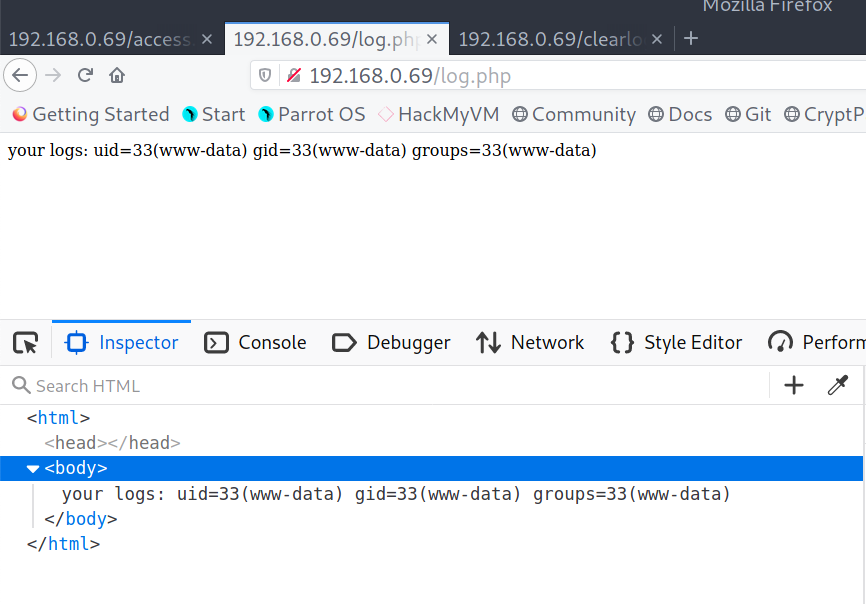 Mozilla Firefox
192.168.0.69/access
192.168.0.69/log.php
192.168.0.69/clearlo
192.168.0.69/log.php
Getting Started Start Parrot OS HackMyVM Community Docs Git CryptP
your logs: uid=33(www-data) gid=33(www-data) groups=33(www-data)
Inspector Console Debugger Network Style Editor Perform
Search HTML
<html>
<head></head>
<body>
your logs: uid=33(www-data) gid=33(www-data) groups=33(www-data)
</body>
</html>